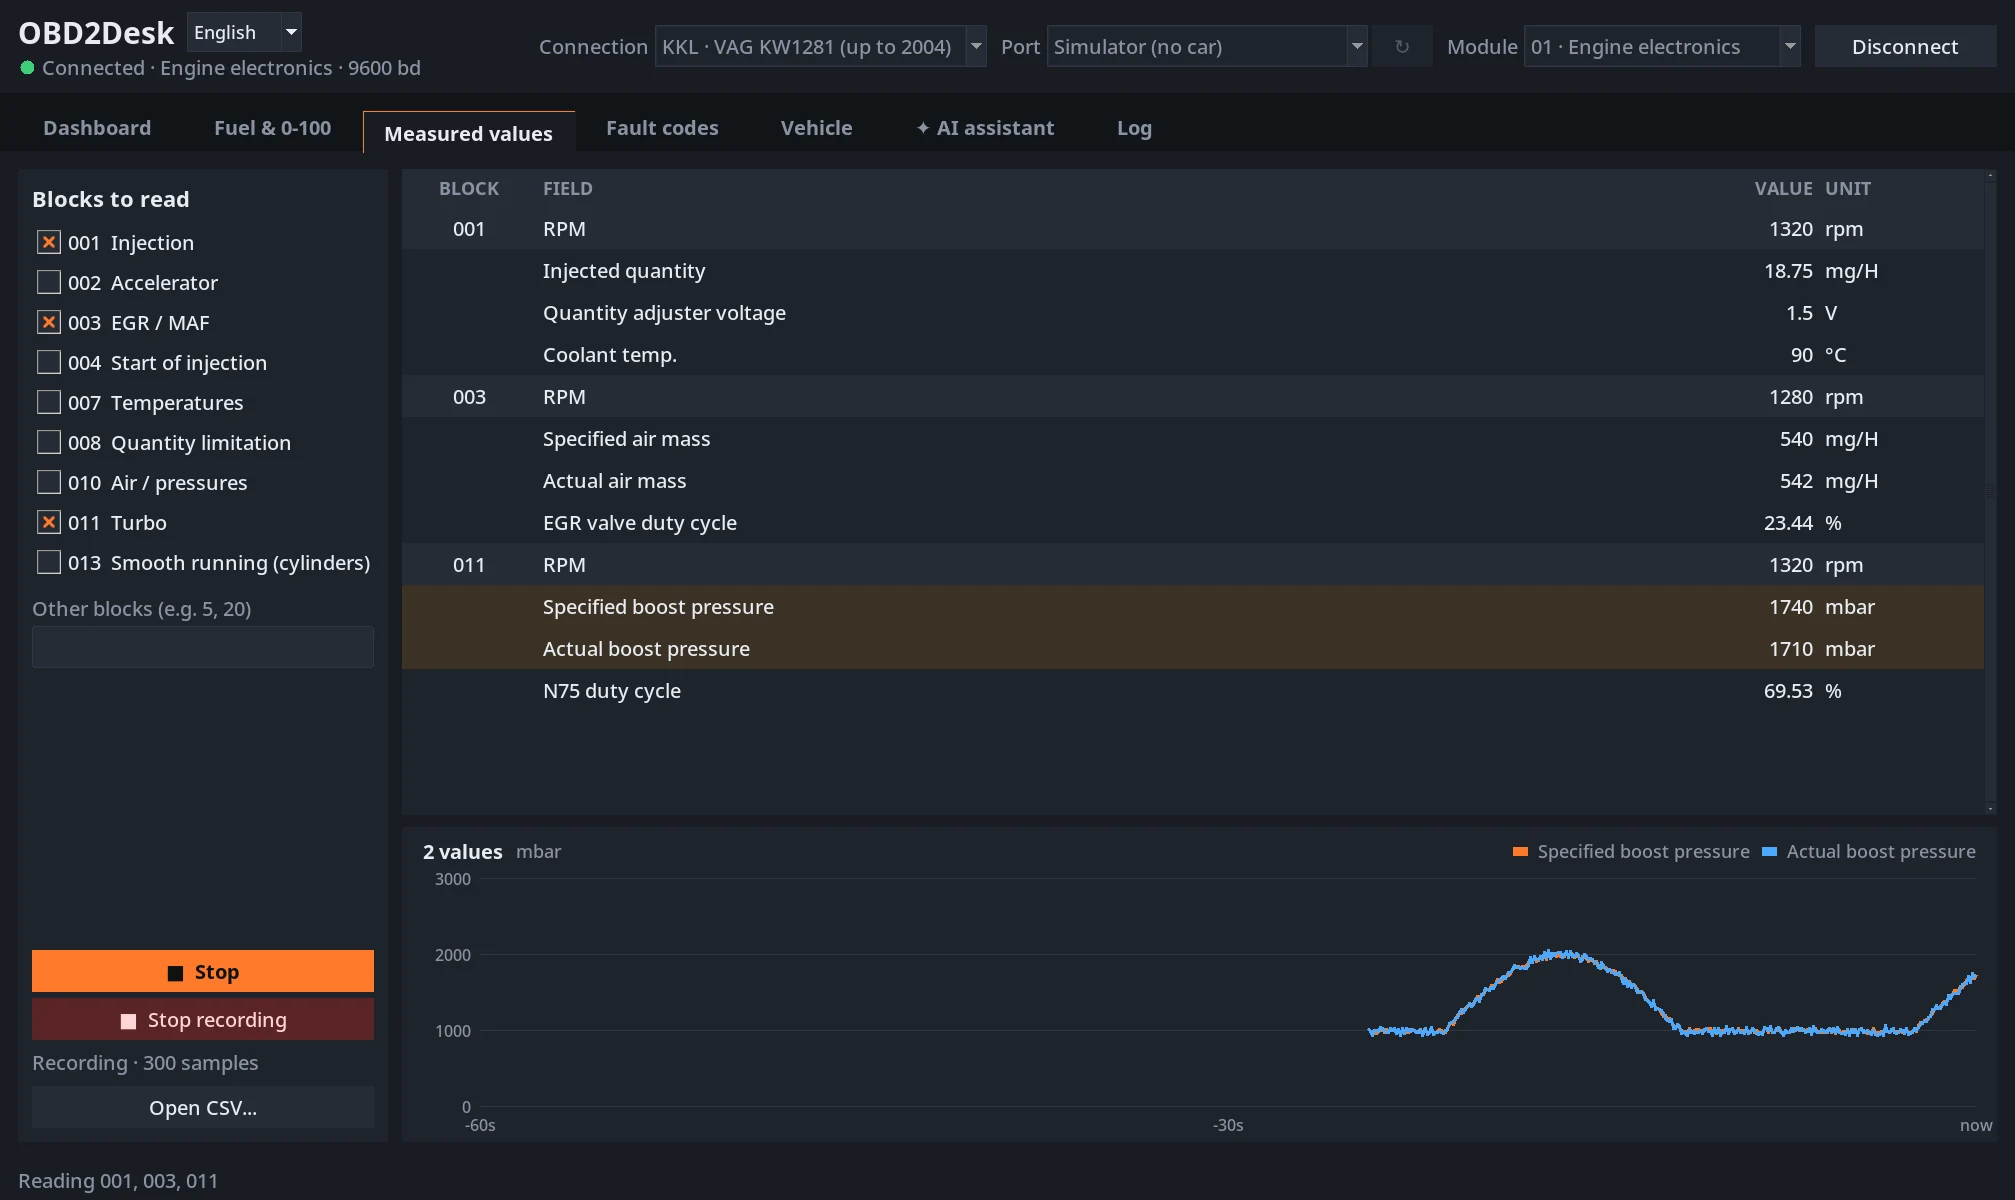 OBD2Desk English
Connected · Engine electronics · 9600 bd
Connection KKL · VAG KW1281 (up to 2004) Port Simulator (no car) ↻ Module 01 · Engine electronics Disconnect
Dashboard Fuel & 0-100 Measured values Fault codes Vehicle ✦ AI assistant Log
Blocks to read
001 Injection
002 Accelerator
003 EGR / MAF
004 Start of injection
007 Temperatures
008 Quantity limitation
010 Air / pressures
011 Turbo
013 Smooth running (cylinders)
Other blocks (e.g. 5, 20)
Stop
Stop recording
Recording · 300 samples
Open CSV...
BLOCK FIELD VALUE UNIT
001 RPM 1320 rpm
Injected quantity 18.75 mg/H
Quantity adjuster voltage 1.5 V
Coolant temp. 90 °C
003 RPM 1280 rpm
Specified air mass 540 mg/H
Actual air mass 542 mg/H
EGR valve duty cycle 23.44 %
011 RPM 1320 rpm
Specified boost pressure 1740 mbar
Actual boost pressure 1710 mbar
N75 duty cycle 69.53 %
2 values mbar Specified boost pressure Actual boost pressure
3000
2000
1000
0
-60s -30s now
Reading 001, 003, 011